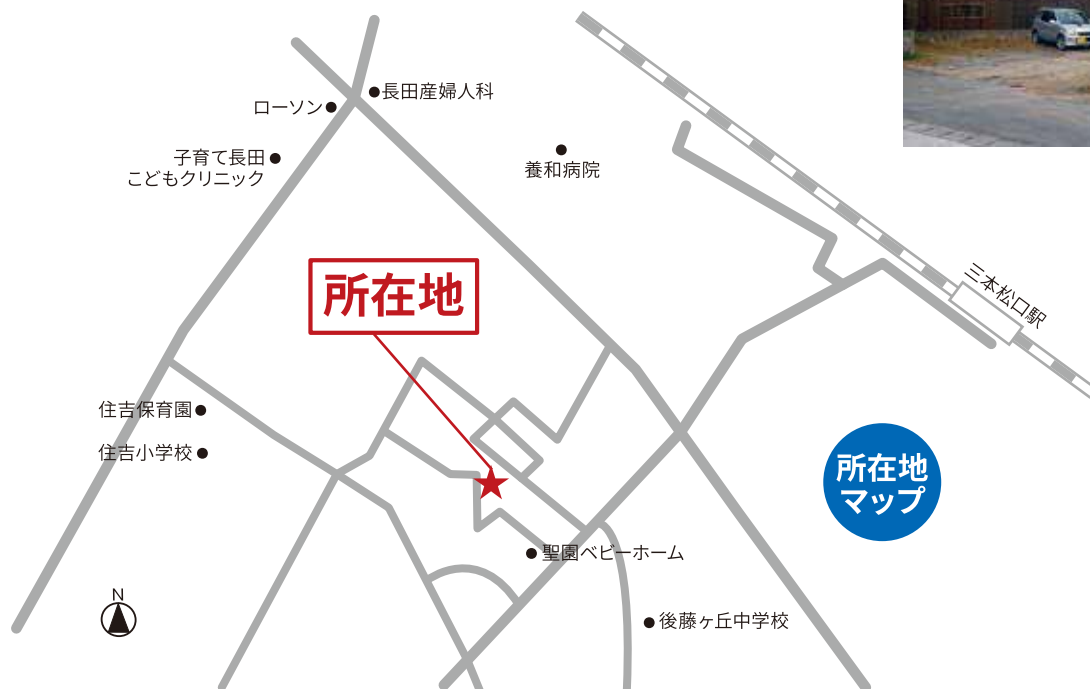 長田産婦人科
ローソン
子育て長田
こどもクリニック
養和病院
所在地
三本松口駅
住吉保育園
住吉小学校
所在地
マップ
聖園ベビーホーム
N
後藤ヶ丘中学校